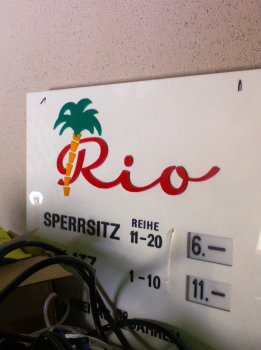 Rio
SPERRSITZ REIHE 11-20 6.—
1-10 11.—